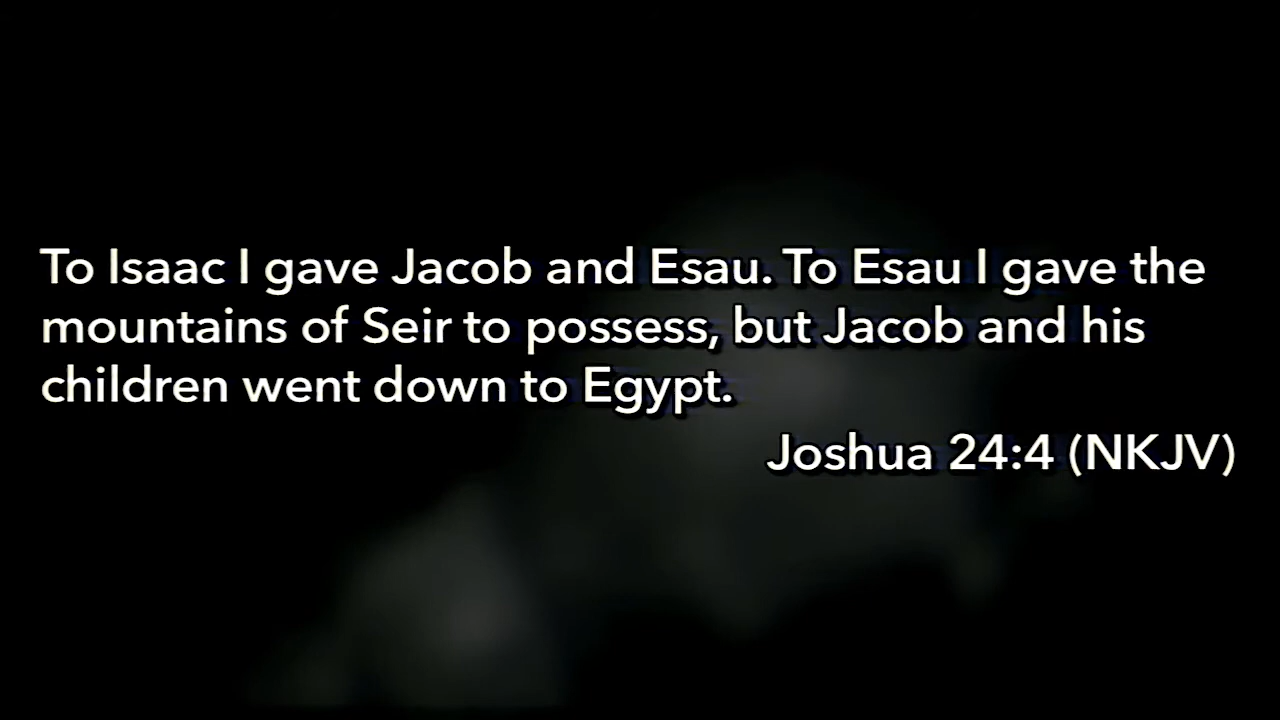 To Isaac I gave Jacob and Esau. To Esau I gave the
mountains of Seir to possess, but Jacob and his
children went down to Egypt.
Joshua 24:4 (NKJV)